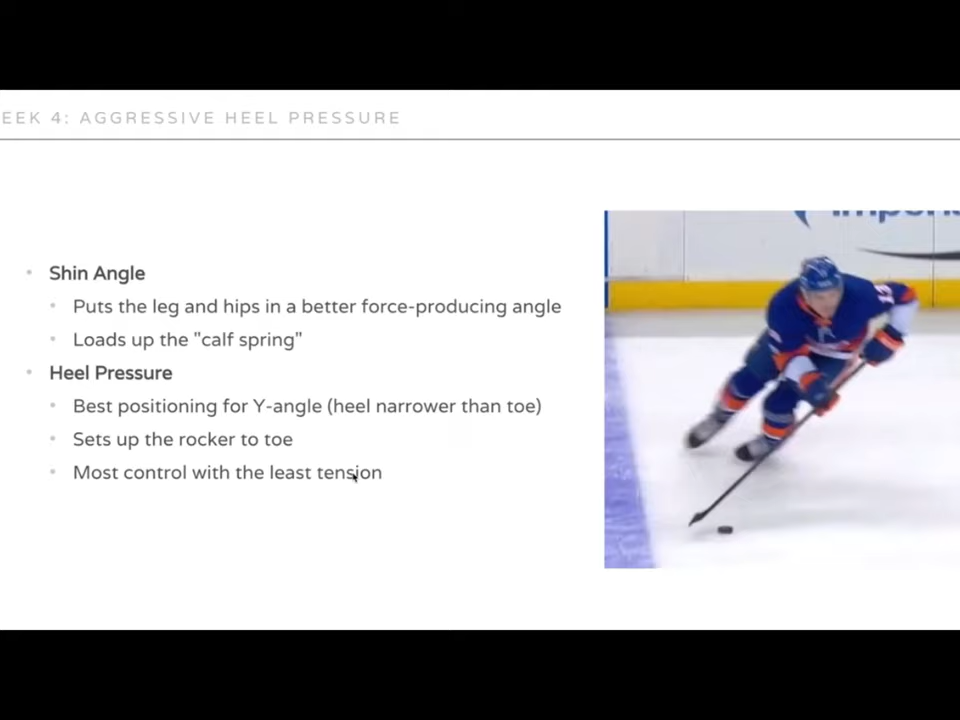 EEK 4: AGGRESSIVE HEEL PRESSURE
Shin Angle
Puts the leg and hips in a better force-producing angle
Loads up the "calf spring"
Heel Pressure
Best positioning for Y-angle (heel narrower than toe)
Sets up the rocker to toe
Most control with the least tension
13